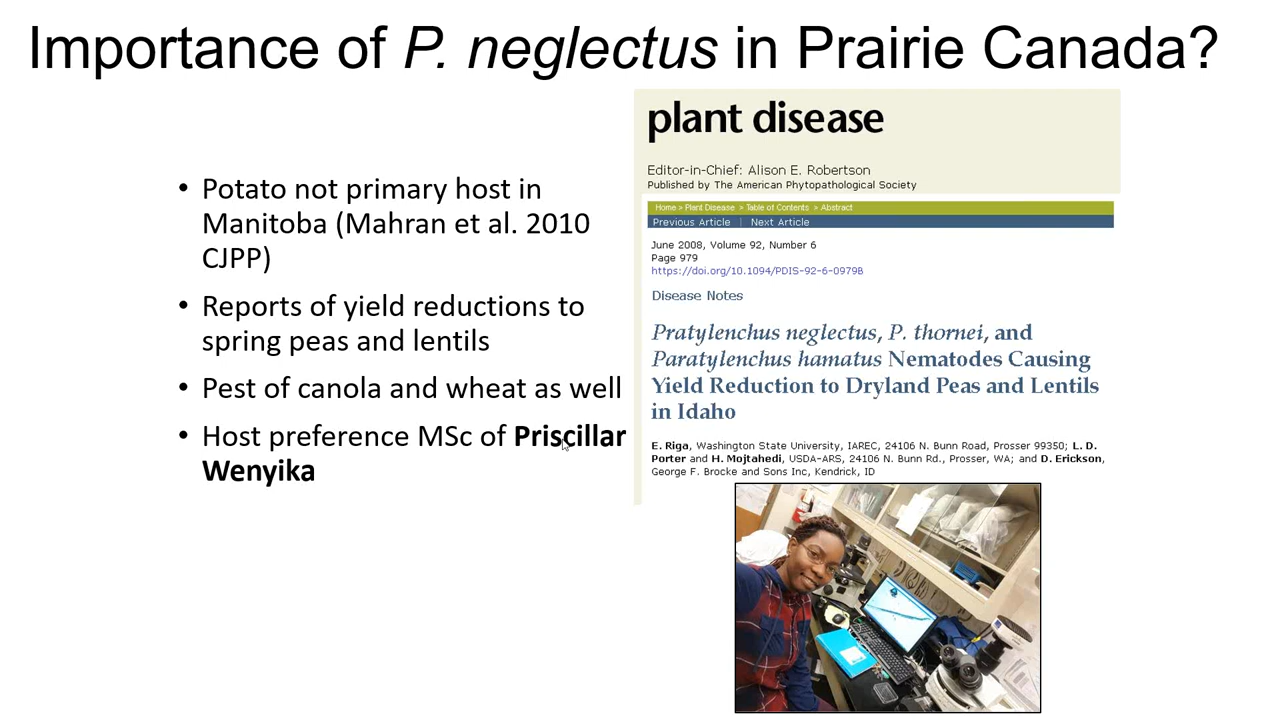 Importance of P. neglectus in Prairie Canada?
• Potato not primary host in
Manitoba (Mahran et al. 2010
CJPP)
• Reports of yield reductions to
spring peas and lentils
• Pest of canola and wheat as well
• Host preference MSc of Priscillar
Wenyika
plant disease
Editor-in-Chief: Alison E. Robertson
Published by The American Phytopathological Society
Home > Plant Disease > Table of Contents > Abstract
Previous Article | Next Article
June 2008, Volume 92, Number 6
Page 979
https://doi.org/10.1094/PDIS-92-6-0979B
Disease Notes
Pratylenchus neglectus, P. thornei, and
Paratylenchus hamatus Nematodes Causing
Yield Reduction to Dryland Peas and Lentils
in Idaho
E. Riga, Washington State University, IAREC, 24106 N. Bunn Road, Prosser 99350; L. D.
Porter and H. Mojtahedi, USDA-ARS, 24106 N. Bunn Rd., Prosser, WA; and D. Erickson,
George F. Brocke and Sons Inc, Kendrick, ID